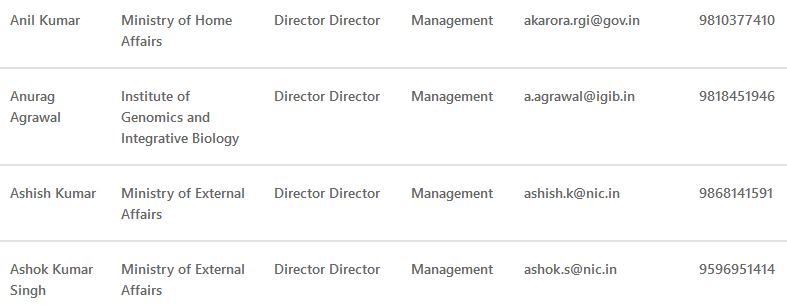 Anil Kumar Ministry of Home Director Director Management akarora.rgi@gov.in 9810377410
Affairs
Anurag Institute of Director Director Management a.agrawal@igib.in 9818451946
Agrawal Genomics and
Integrative Biology
Ashish Kumar Ministry of External Director Director Management ashish.k@nic.in 9868141591
Affairs
Ashok Kumar Ministry of External Director Director Management ashok.s@nic.in 9596951414
Singh Affairs